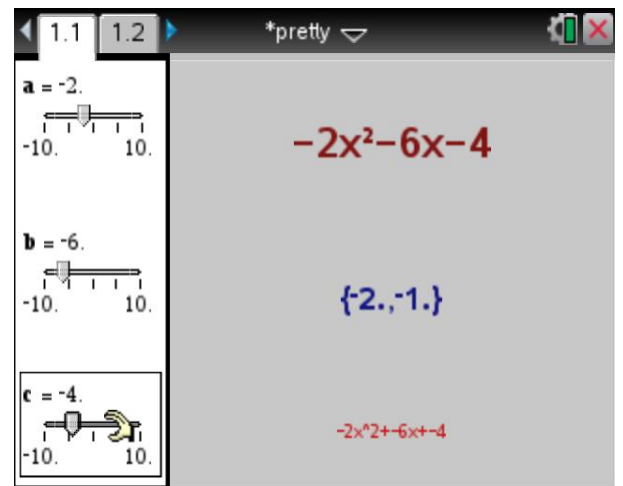 1.1 1.2 *pretty
a = ⁻2.
-10. 10.
-2x²-6x-4
b = ⁻6.
-10. 10.
{⁻2.,⁻1.}
c = ⁻4.
-10. 10.
-2x^2+-6x+-4